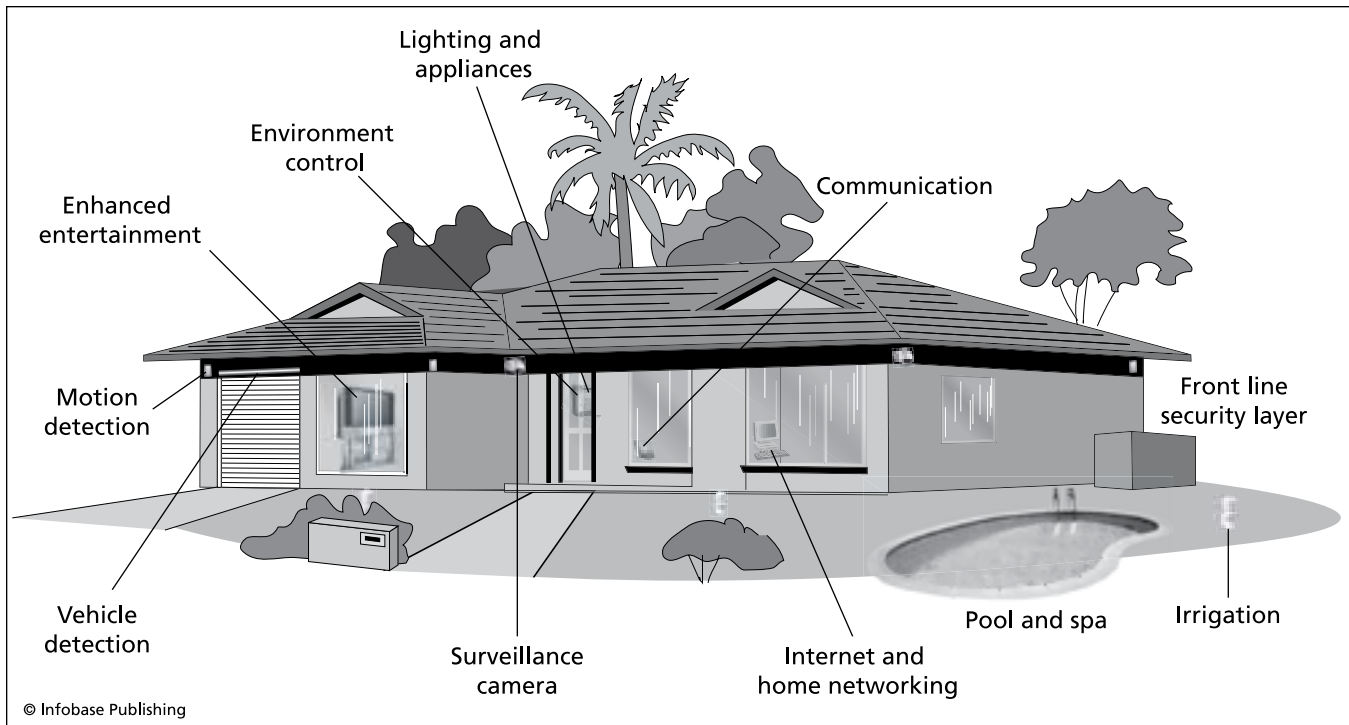 Lighting and
appliances
Environment
control
Communication
Enhanced
entertainment
Motion
detection
Front line
security layer
Vehicle
detection
Surveillance
camera
Internet and
home networking
Pool and spa
Irrigation
© Infobase Publishing